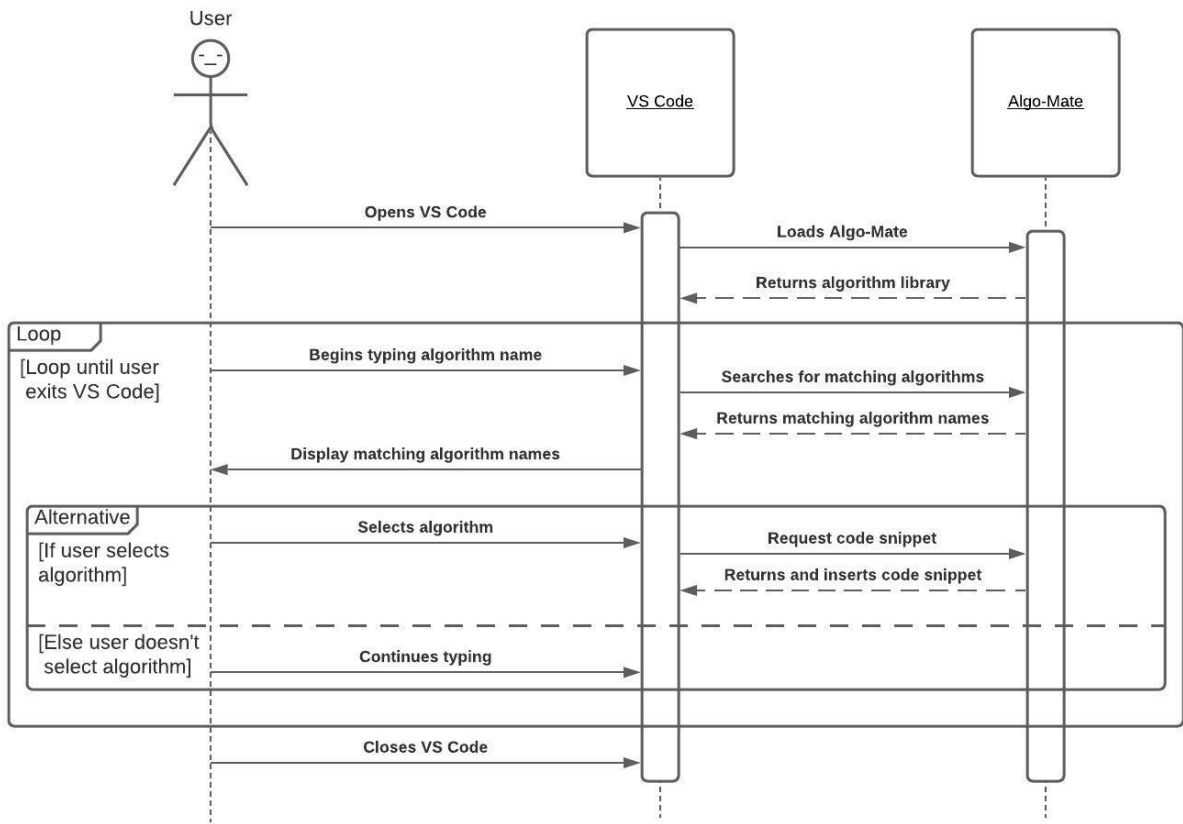 User
VS Code
Algo-Mate
Opens VS Code
Loads Algo-Mate
Returns algorithm library
Loop
[Loop until user
exits VS Code]
Begins typing algorithm name
Searches for matching algorithms
Returns matching algorithm names
Display matching algorithm names
Alternative
[If user selects
algorithm]
Selects algorithm
Request code snippet
Returns and inserts code snippet
[Else user doesn't
select algorithm]
Continues typing
Closes VS Code